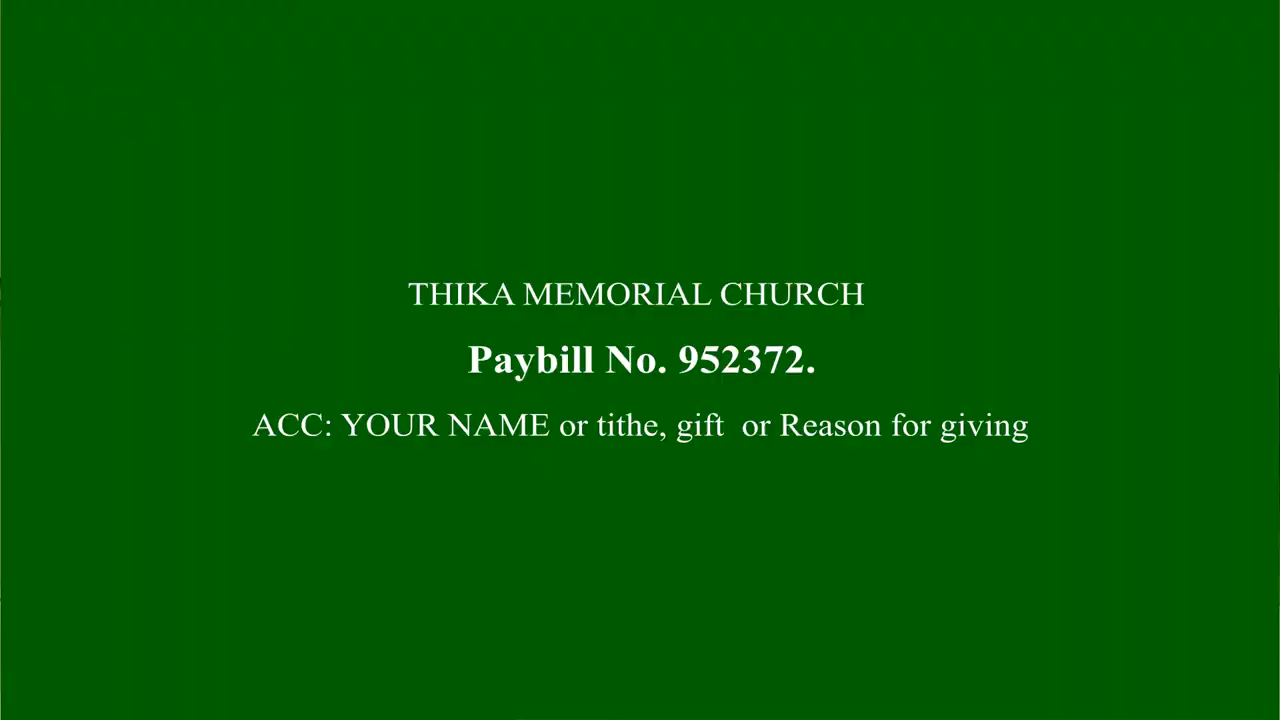 THIKA MEMORIAL CHURCH
Paybill No. 952372.
ACC: YOUR NAME or tithe, gift  or Reason for giving